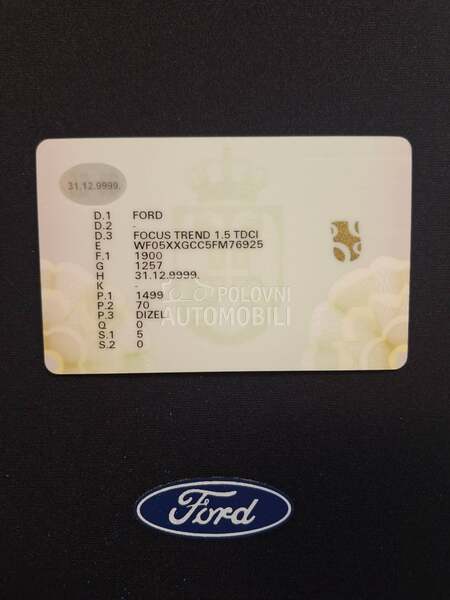 31.12.9999.
D.1 FORD
D.2 -
D.3 FOCUS TREND 1.5 TDCI
E WF05XXGCC5FM76925
F.1 1900
G 1257
H 31.12.9999.
K -
P.1 1499
P.2 70
P.3 DIZEL
Q 0
S.1 5
S.2 0
POLOVNI
AUTOMOBILI
Ford